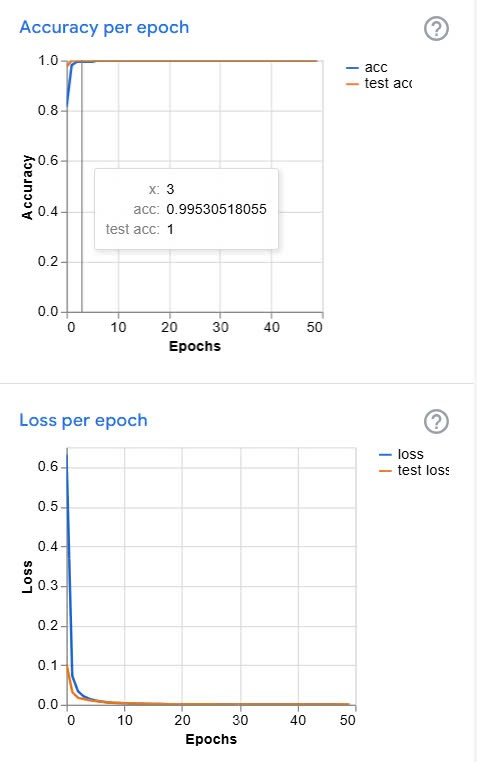 Accuracy per epoch
?
1.0
0.8
0.6
0.4
0.2
0.0
Accuracy
acc
test acc
x: 3
acc: 0.99530518055
test acc: 1
0 10 20 30 40 50
Epochs
Loss per epoch
?
0.6
0.5
0.4
0.3
0.2
0.1
0.0
Loss
loss
test loss
0 10 20 30 40 50
Epochs